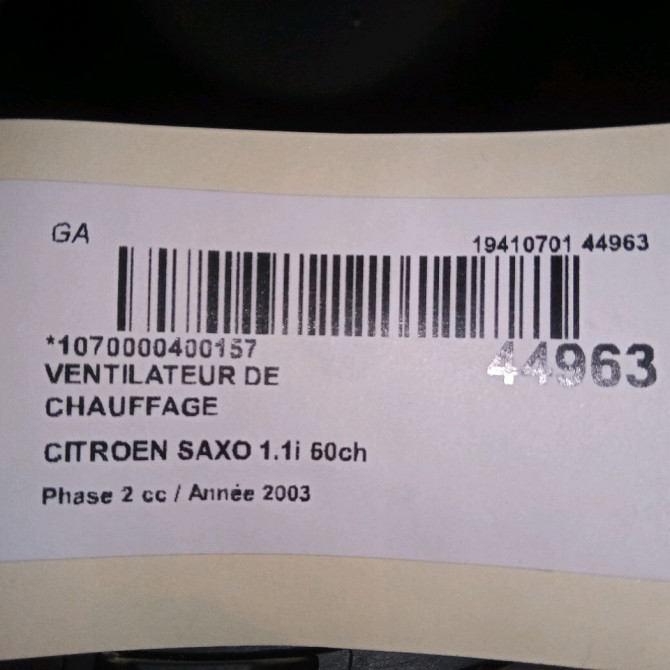 GA
19410701 44963
*1070000400157
44963
VENTILATEUR DE
CHAUFFAGE
CITROEN SAXO 1.1i 60ch
Phase 2 cc / Année 2003